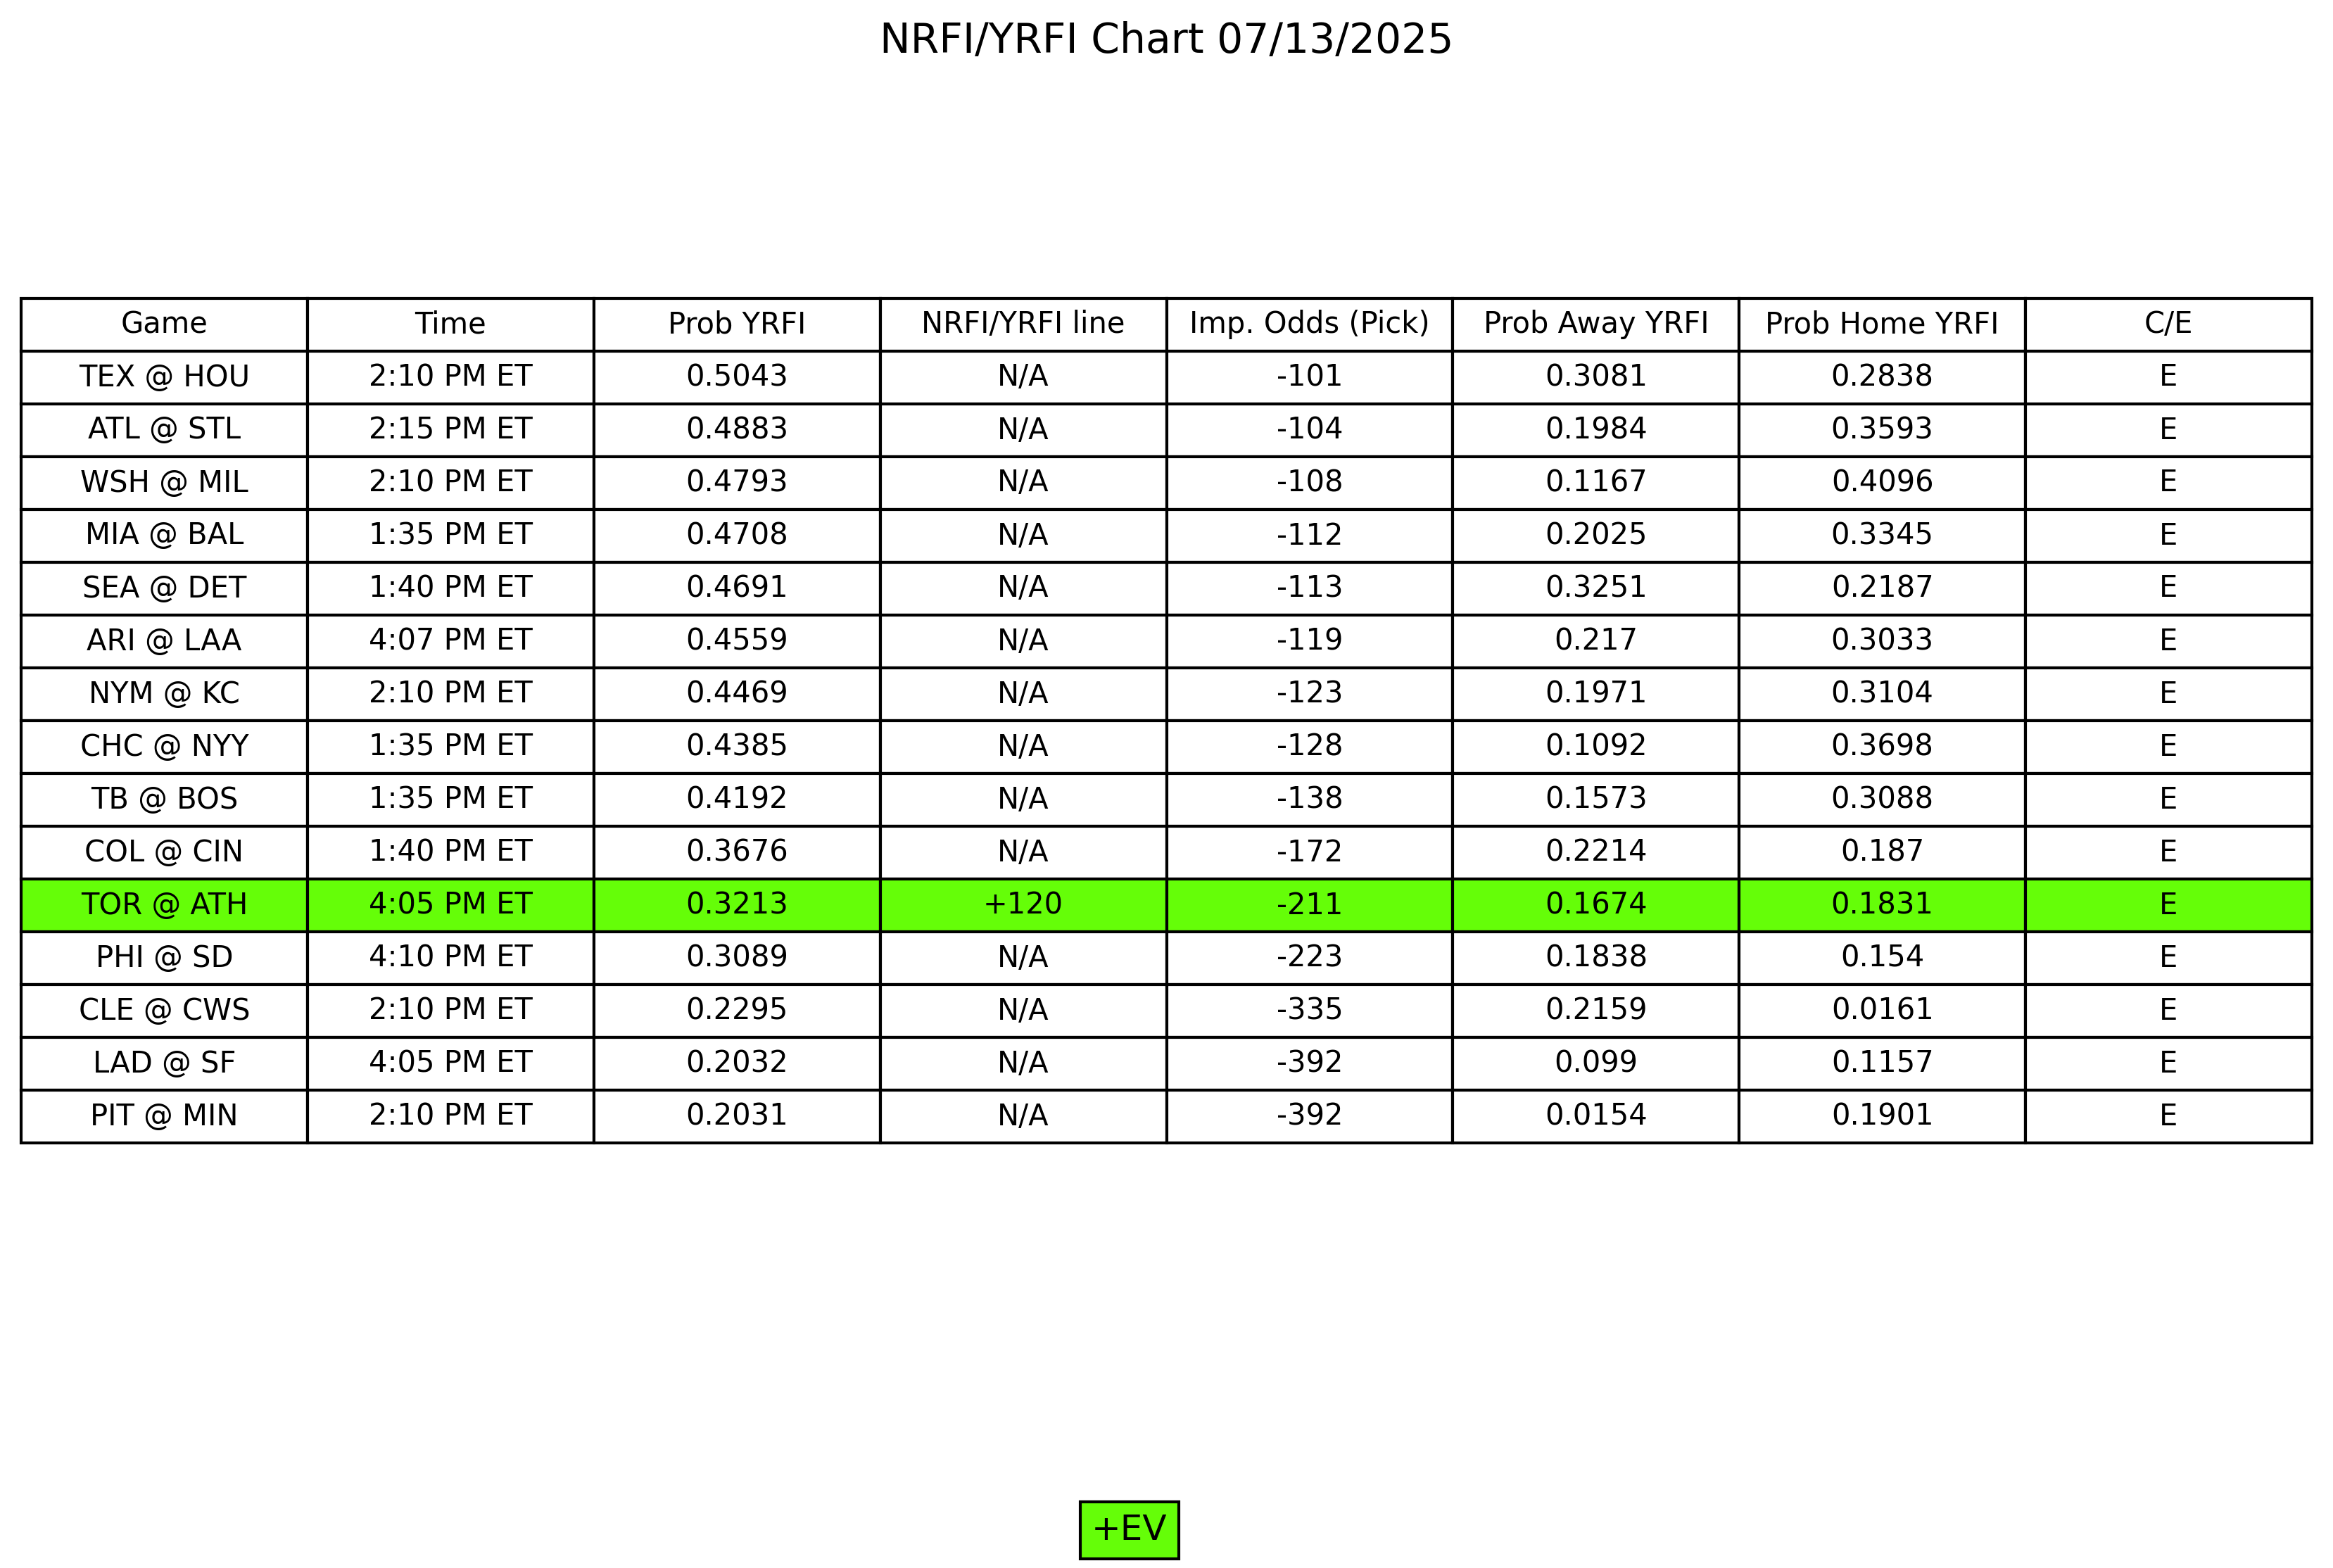 NRFI/YRFI Chart 07/13/2025
Game Time Prob YRFI NRFI/YRFI line Imp. Odds (Pick) Prob Away YRFI Prob Home YRFI C/E
TEX @ HOU 2:10 PM ET 0.5043 N/A -101 0.3081 0.2838 E
ATL @ STL 2:15 PM ET 0.4883 N/A -104 0.1984 0.3593 E
WSH @ MIL 2:10 PM ET 0.4793 N/A -108 0.1167 0.4096 E
MIA @ BAL 1:35 PM ET 0.4708 N/A -112 0.2025 0.3345 E
SEA @ DET 1:40 PM ET 0.4691 N/A -113 0.3251 0.2187 E
ARI @ LAA 4:07 PM ET 0.4559 N/A -119 0.217 0.3033 E
NYM @ KC 2:10 PM ET 0.4469 N/A -123 0.1971 0.3104 E
CHC @ NYY 1:35 PM ET 0.4385 N/A -128 0.1092 0.3698 E
TB @ BOS 1:35 PM ET 0.4192 N/A -138 0.1573 0.3088 E
COL @ CIN 1:40 PM ET 0.3676 N/A -172 0.2214 0.187 E
TOR @ ATH 4:05 PM ET 0.3213 +120 -211 0.1674 0.1831 E
PHI @ SD 4:10 PM ET 0.3089 N/A -223 0.1838 0.154 E
CLE @ CWS 2:10 PM ET 0.2295 N/A -335 0.2159 0.0161 E
LAD @ SF 4:05 PM ET 0.2032 N/A -392 0.099 0.1157 E
PIT @ MIN 2:10 PM ET 0.2031 N/A -392 0.0154 0.1901 E
+EV